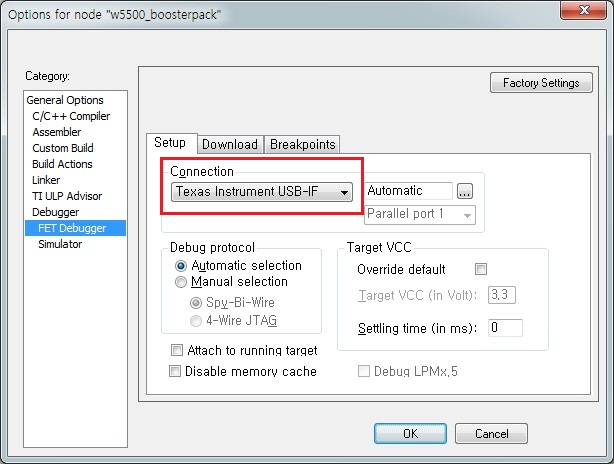 Options for node "w5500_boosterpack"
Category:
General Options
C/C++ Compiler
Assembler
Custom Build
Build Actions
Linker
TI ULP Advisor
Debugger
FET Debugger
Simulator
Factory Settings
Setup Download Breakpoints
Connection
Texas Instrument USB-IF Automatic ...
Parallel port 1
Debug protocol
Automatic selection
Manual selection
Spy-Bi-Wire
4-Wire JTAG
Target VCC
Override default
Target VCC (in Volt): 3.3
Settling time (in ms): 0
Attach to running target
Disable memory cache
Debug LPMx.5
OK Cancel